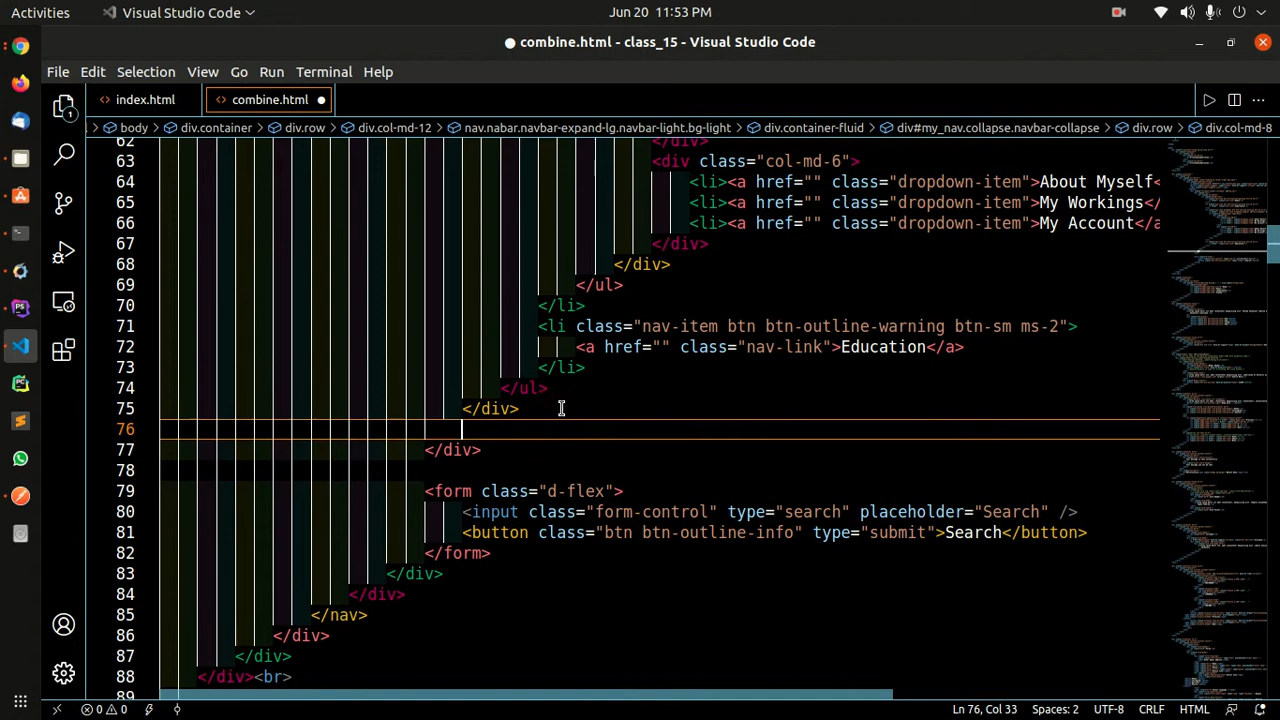 Activities Visual Studio Code Jun 20 11:53 PM
combine.html - class_15 - Visual Studio Code
File Edit Selection View Go Run Terminal Help
index.html combine.html
body div.container div.row div.col-md-12 nav.nabar.navbar-expand-lg.navbar-light.bg-light div.container-fluid div#my_nav.collapse.navbar-collapse div.row div.col-md-8
62 </div>
63 <div class="col-md-6">
64 <li><a href="" class="dropdown-item">About Myself<
65 <li><a href="" class="dropdown-item">My Workings</
66 <li><a href="" class="dropdown-item">My Account</a
67 </div>
68 </div>
69 </ul>
70 </li>
71 <li class="nav-item btn btn-outline-warning btn-sm ms-2">
72 <a href="" class="nav-link">Education</a>
73 </li>
74 </ul>
75 </div>
76
77 </div>
78
79 <form class="d-flex">
80 <input class="form-control" type="search" placeholder="Search" />
81 <button class="btn btn-outline-info" type="submit">Search</button>
82 </form>
83 </div>
84 </div>
85 </nav>
86 </div>
87 </div>
88 </div><br>
89
0 0 Ln 76, Col 33 Spaces: 2 UTF-8 CRLF HTML